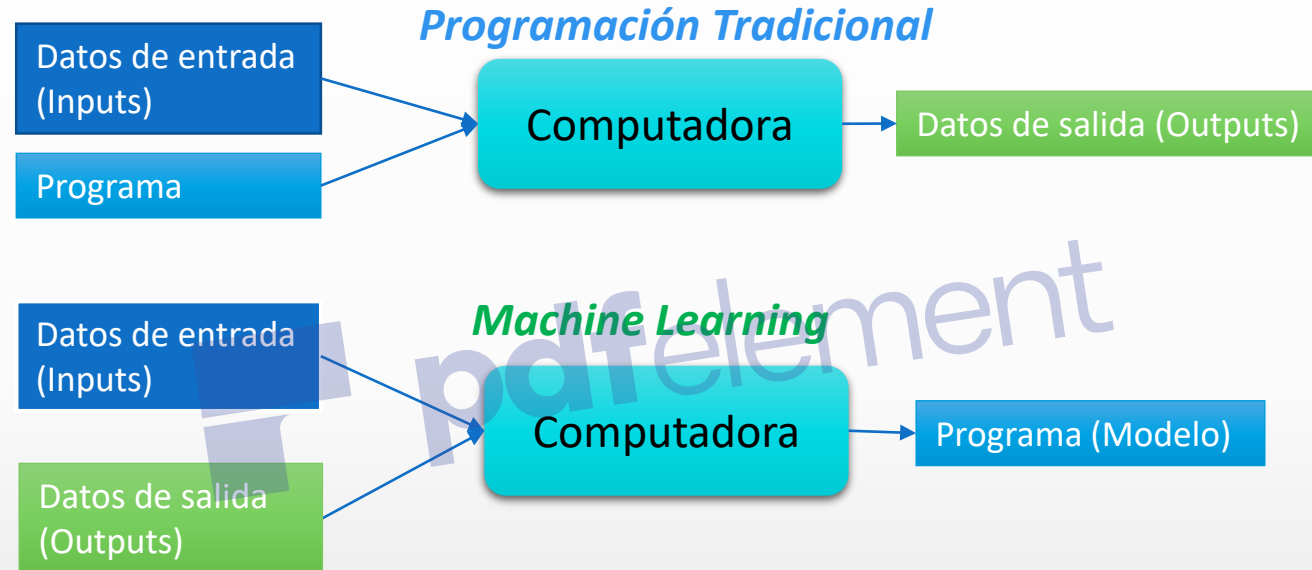 Programación Tradicional
Datos de entrada
(Inputs)
Programa
Computadora
Datos de salida (Outputs)
Machine Learning
Datos de entrada
(Inputs)
Datos de salida
(Outputs)
Computadora
Programa (Modelo)
pdfelement